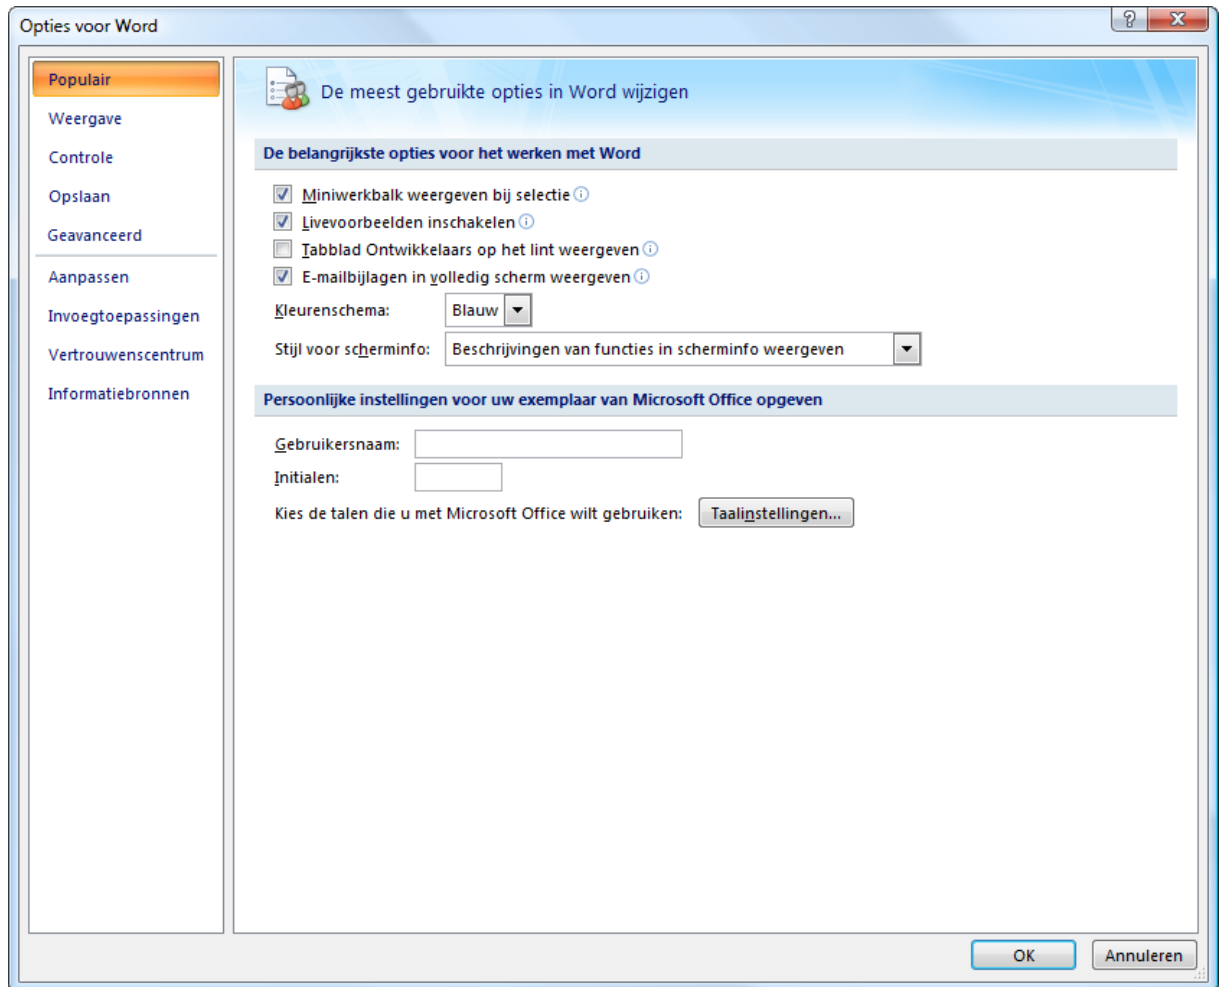 Opties voor Word
Populair
Weergave
Controle
Opslaan
Geavanceerd
Aanpassen
Invoegtoepassingen
Vertrouwenscentrum
Informatiebronnen
De meest gebruikte opties in Word wijzigen
De belangrijkste opties voor het werken met Word
Miniwerkbalk weergeven bij selectie
Livevoorbeelden inschakelen
Tabblad Ontwikkelaars op het lint weergeven
E-mailbijlagen in volledig scherm weergeven
Kleurenschema: Blauw
Stijl voor scherminfo: Beschrijvingen van functies in scherminfo weergeven
Persoonlijke instellingen voor uw exemplaar van Microsoft Office opgeven
Gebruikersnaam:
Initialen:
Kies de talen die u met Microsoft Office wilt gebruiken: Taalinstellingen...
OK Annuleren